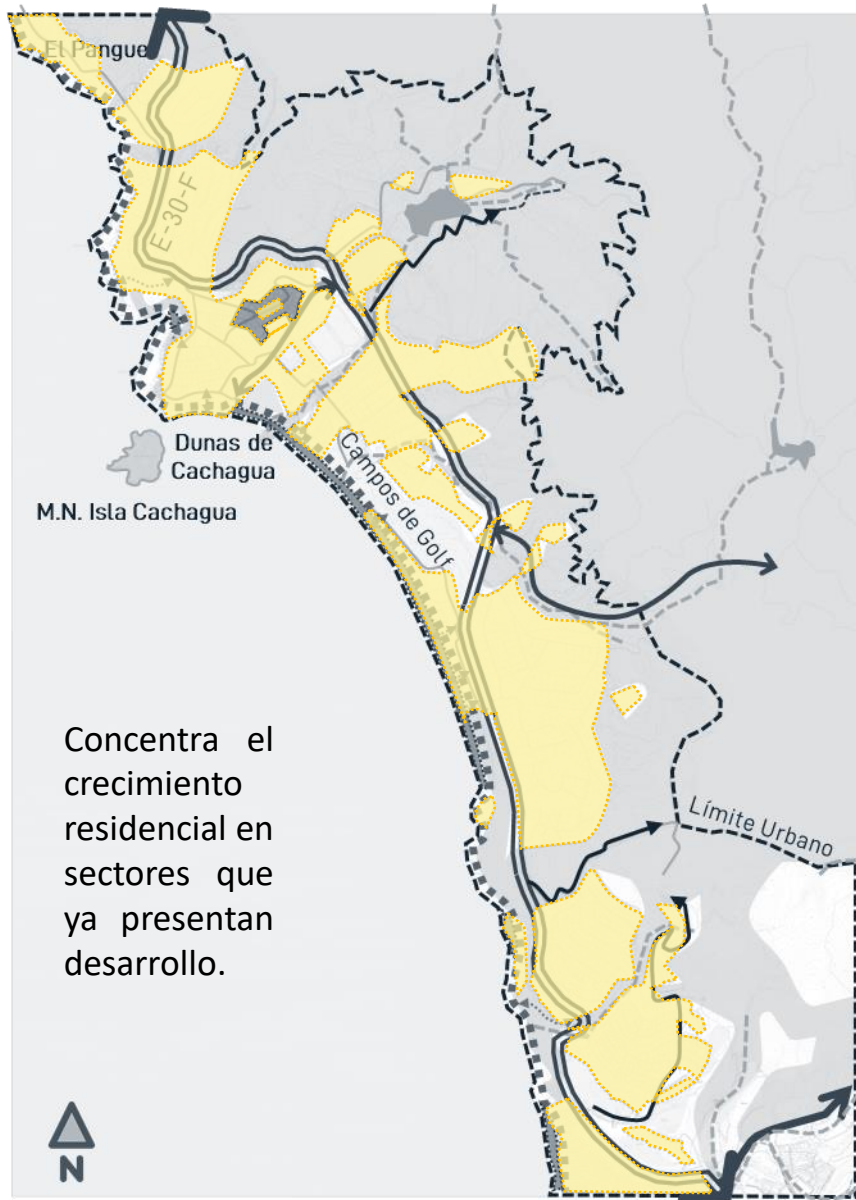 El Pangue
E-30-F
Dunas de
Cachagua
M.N. Isla Cachagua
Campos de Golf
Concentra el
crecimiento
residencial en
sectores que
ya presentan
desarrollo.
Límite Urbano
N